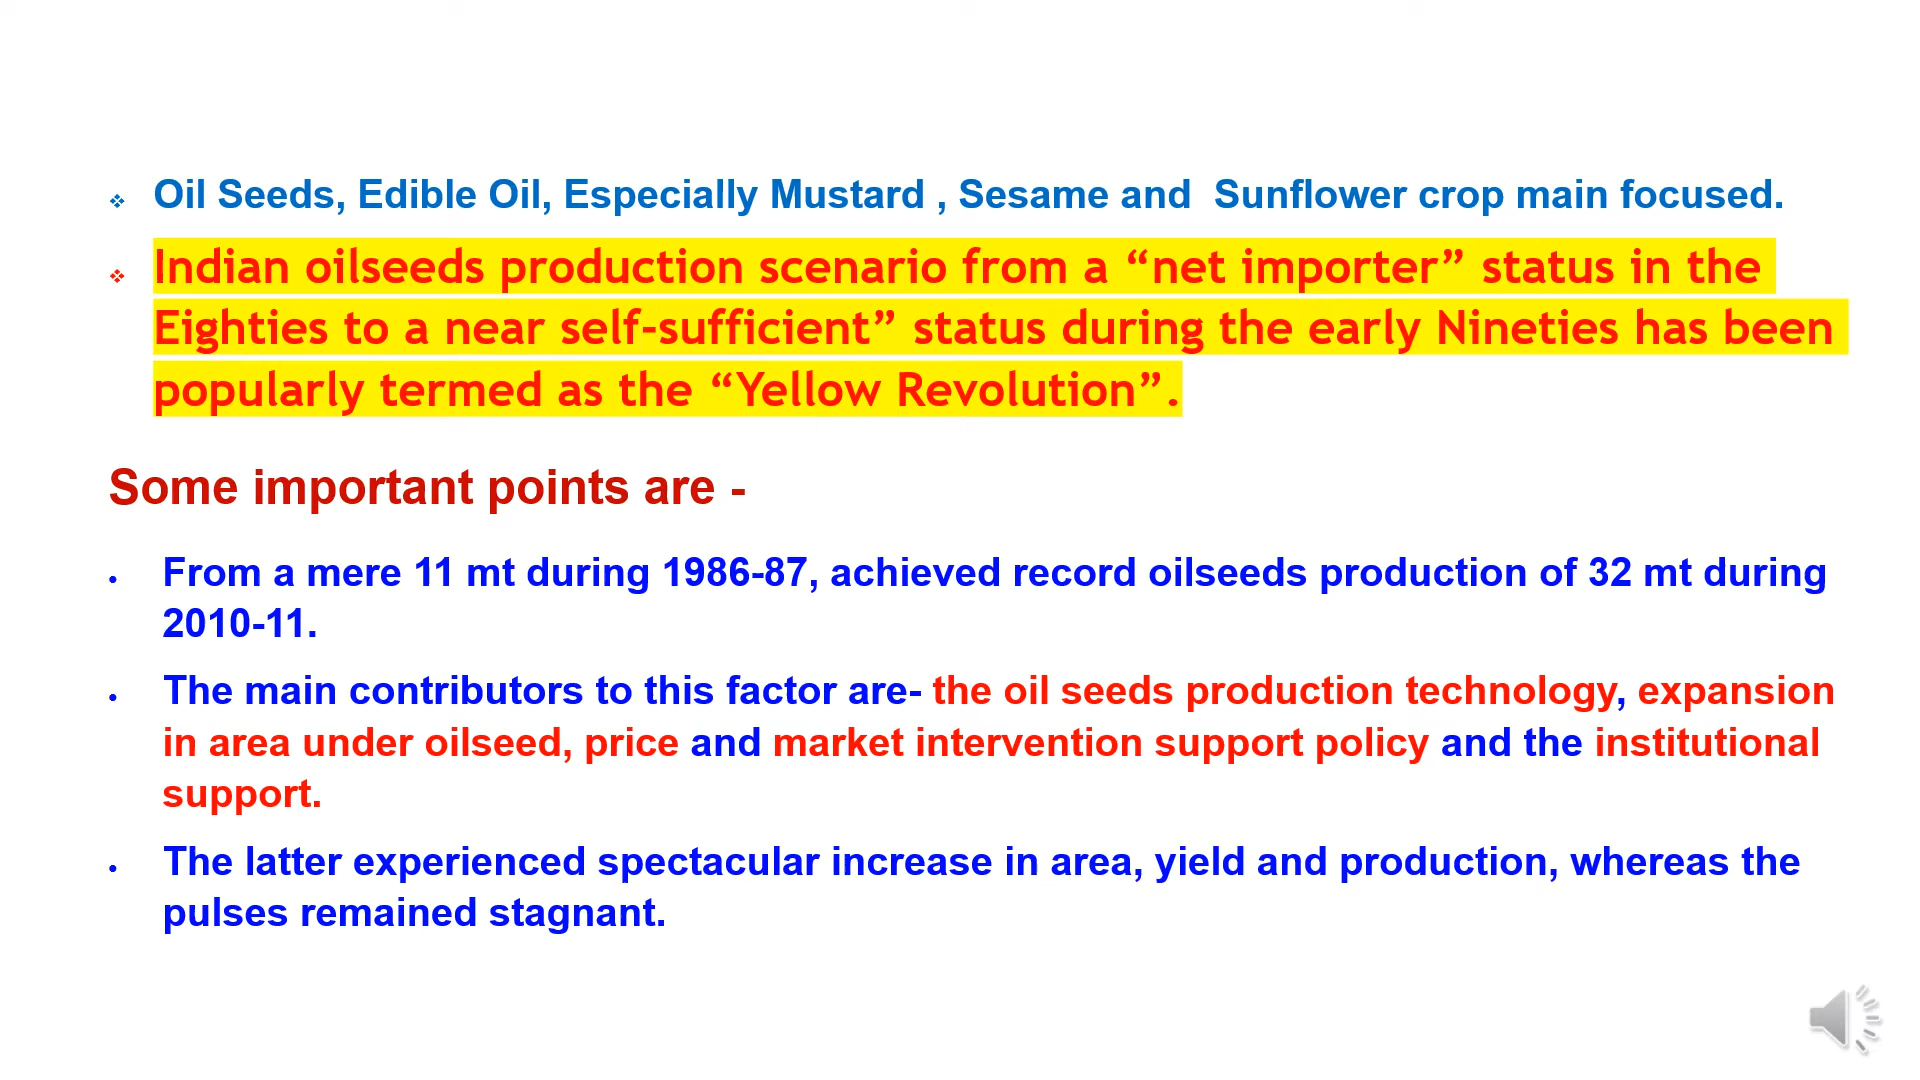 Oil Seeds, Edible Oil, Especially Mustard , Sesame and  Sunflower crop main focused.
Indian oilseeds production scenario from a “net importer” status in the
Eighties to a near self-sufficient” status during the early Nineties has been
popularly termed as the “Yellow Revolution”.
Some important points are -
From a mere 11 mt during 1986-87, achieved record oilseeds production of 32 mt during
2010-11.
The main contributors to this factor are- the oil seeds production technology, expansion
in area under oilseed, price and market intervention support policy and the institutional
support.
The latter experienced spectacular increase in area, yield and production, whereas the
pulses remained stagnant.